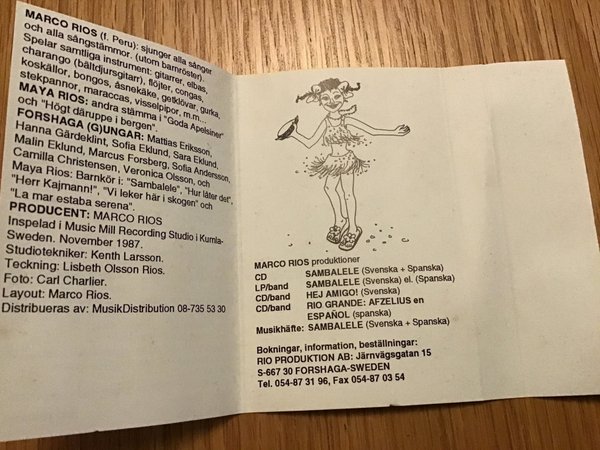 MARCO RIOS (f. Peru): sjunger alla sånger
och alla sångstämmor. (utom barnröster).
Spelar samtliga instrument: gitarrer, elbas,
charango (bältdjursgitarr), flöjter, congas,
koskällor, bongos, åsnekäke, getklövar, gurka,
stekpannor, maraccas, visselpipor, m.m...
MAYA RIOS: andra stämma i "Goda Apelsiner"
och "Högt däruppe i bergen".
FORSHAGA (G)UNGAR: Mattias Eriksson,
Hanna Gärdeklint, Sofia Eklund, Sara Eklund,
Malin Eklund, Marcus Forsberg, Sofia Andersson,
Camilla Christensen, Veronica Olsson, och
Maya Rios: Barnkör i: "Sambalele", "Hur låter det",
"Herr Kajmann!", "Vi leker här i skogen" och
"La mar estaba serena".
PRODUCENT: MARCO RIOS
Inspelad i Music Mill Recording Studio i Kumla-
Sweden. November 1987.
Studiotekniker: Kenth Larsson.
Teckning: Lisbeth Olsson Rios.
Foto: Carl Charlier.
Layout: Marco Rios.
Distribueras av: MusikDistribution 08-735 53 30
MARCO RIOS produktioner
CD SAMBALELE (Svenska + Spanska)
LP/band SAMBALELE (Svenska) el. (Spanska)
CD/band HEJ AMIGO! (Svenska)
CD/band RIO GRANDE: AFZELIUS en
ESPAÑOL (spanska)
Musikhäfte: SAMBALELE (Svenska + Spanska)
Bokningar, information, beställningar:
RIO PRODUKTION AB: Järnvägsgatan 15
S-667 30 FORSHAGA-SWEDEN
Tel. 054-87 31 96, Fax 054-87 03 54